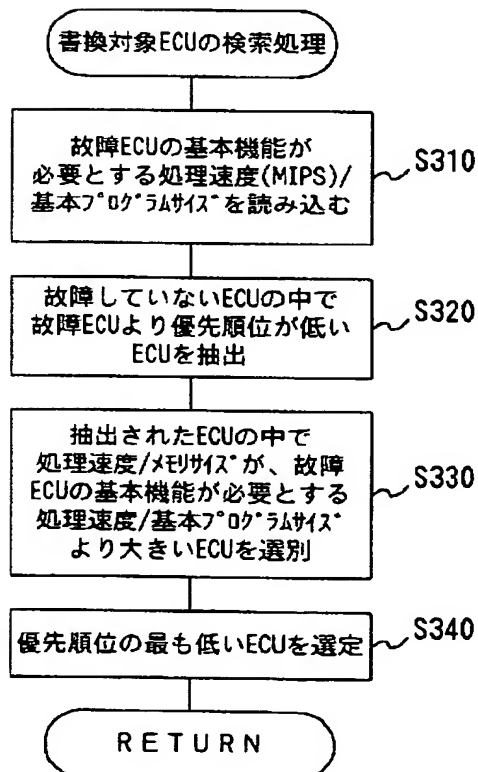 書換対象ECUの検索処理
故障ECUの基本機能が
必要とする処理速度(MIPS)/
基本プログラムサイズを読み込む
S310
故障していないECUの中で
故障ECUより優先順位が低い
ECUを抽出
S320
抽出されたECUの中で
処理速度/メモリサイズが、故障
ECUの基本機能が必要とする
処理速度/基本プログラムサイズ
より大きいECUを選別
S330
優先順位の最も低いECUを選定
S340
RETURN